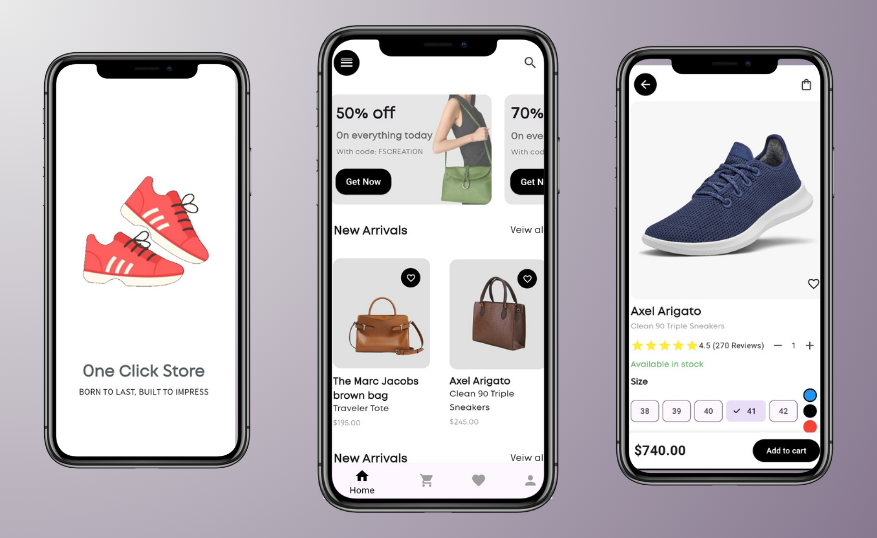 One Click Store
BORN TO LAST, BUILT TO IMPRESS
50% off
On everything today
With code: FSCREATION
Get Now
70%
On eve
With cod
Get N
New Arrivals
Veiw al
The Marc Jacobs
brown bag
Traveler Tote
$195.00
Axel Arigato
Clean 90 Triple
Sneakers
$245.00
New Arrivals
Veiw al
Home
Axel Arigato
Clean 90 Triple Sneakers
4.5 (270 Reviews)
1
Available in stock
Size
38 39 40 41 42
$740.00
Add to cart